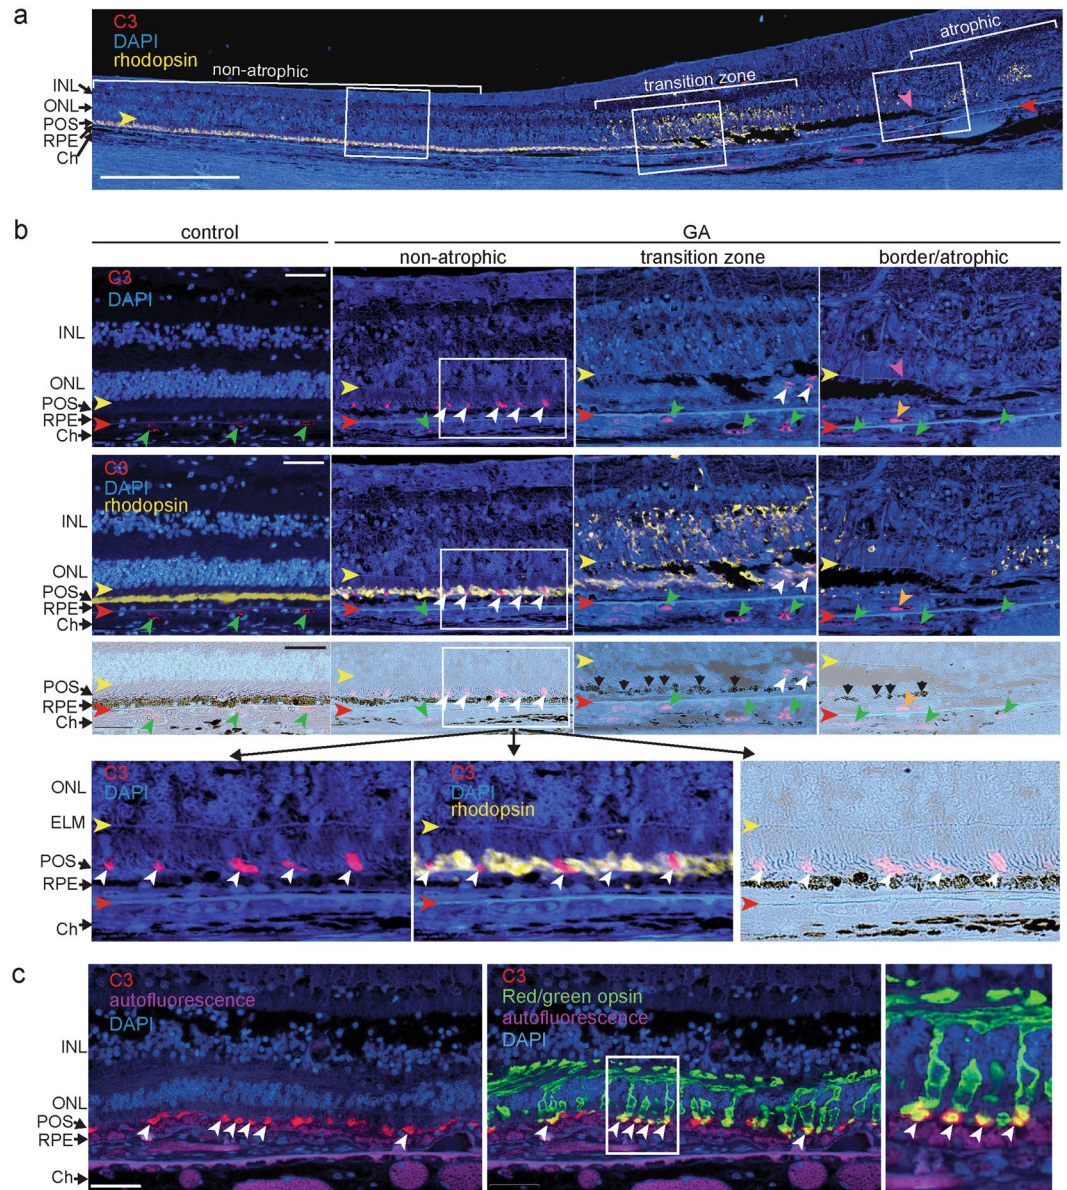 a
C3
DAPI
rhodopsin
non-atrophic
transition zone
atrophic
INL
ONL
POS
RPE
Ch
b
control
GA
non-atrophic
transition zone
border/atrophic
C3
DAPI
INL
ONL
POS
RPE
Ch
C3
DAPI
rhodopsin
INL
ONL
POS
RPE
Ch
POS
RPE
Ch
C3
DAPI
C3
DAPI
rhodopsin
ONL
ELM
POS
RPE
Ch
c
C3
autofluorescence
DAPI
C3
Red/green opsin
autofluorescence
DAPI
INL
ONL
POS
RPE
Ch